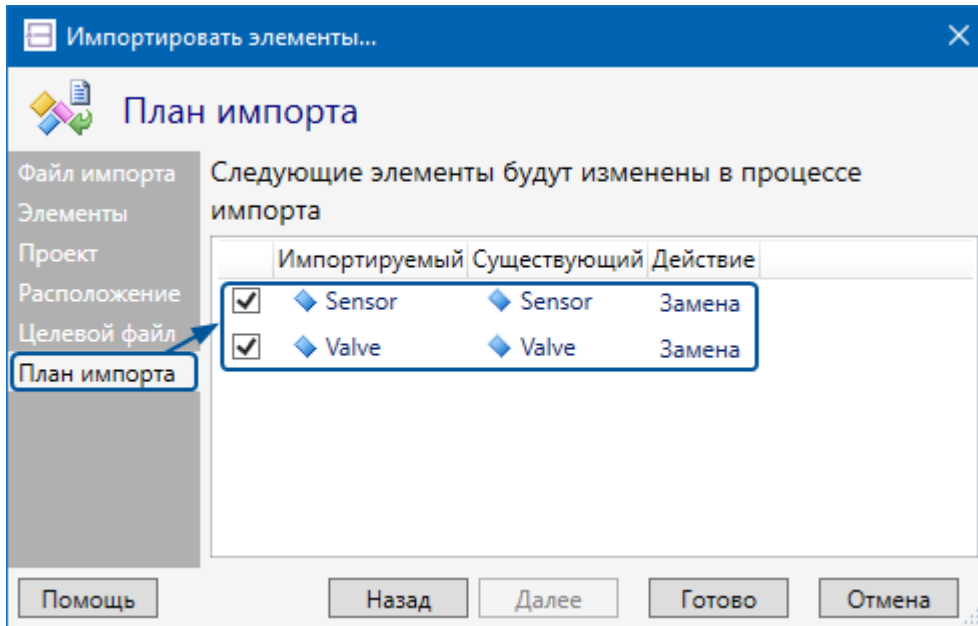 Импортировать элементы...
План импорта
Файл импорта
Элементы
Проект
Расположение
Целевой файл
План импорта
Следующие элементы будут изменены в процессе
импорта
Импортируемый Существующий Действие
Sensor Sensor Замена
Valve Valve Замена
Помощь Назад Далее Готово Отмена